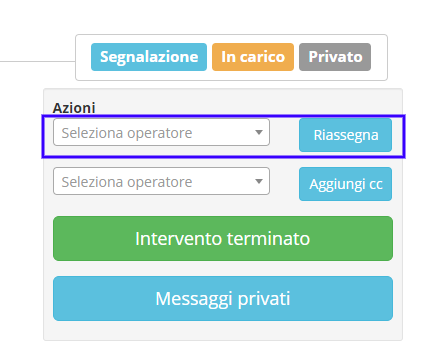 Segnalazione In carico Privato
Azioni
Seleziona operatore Riassegna
Seleziona operatore Aggiungi cc
Intervento terminato
Messaggi privati